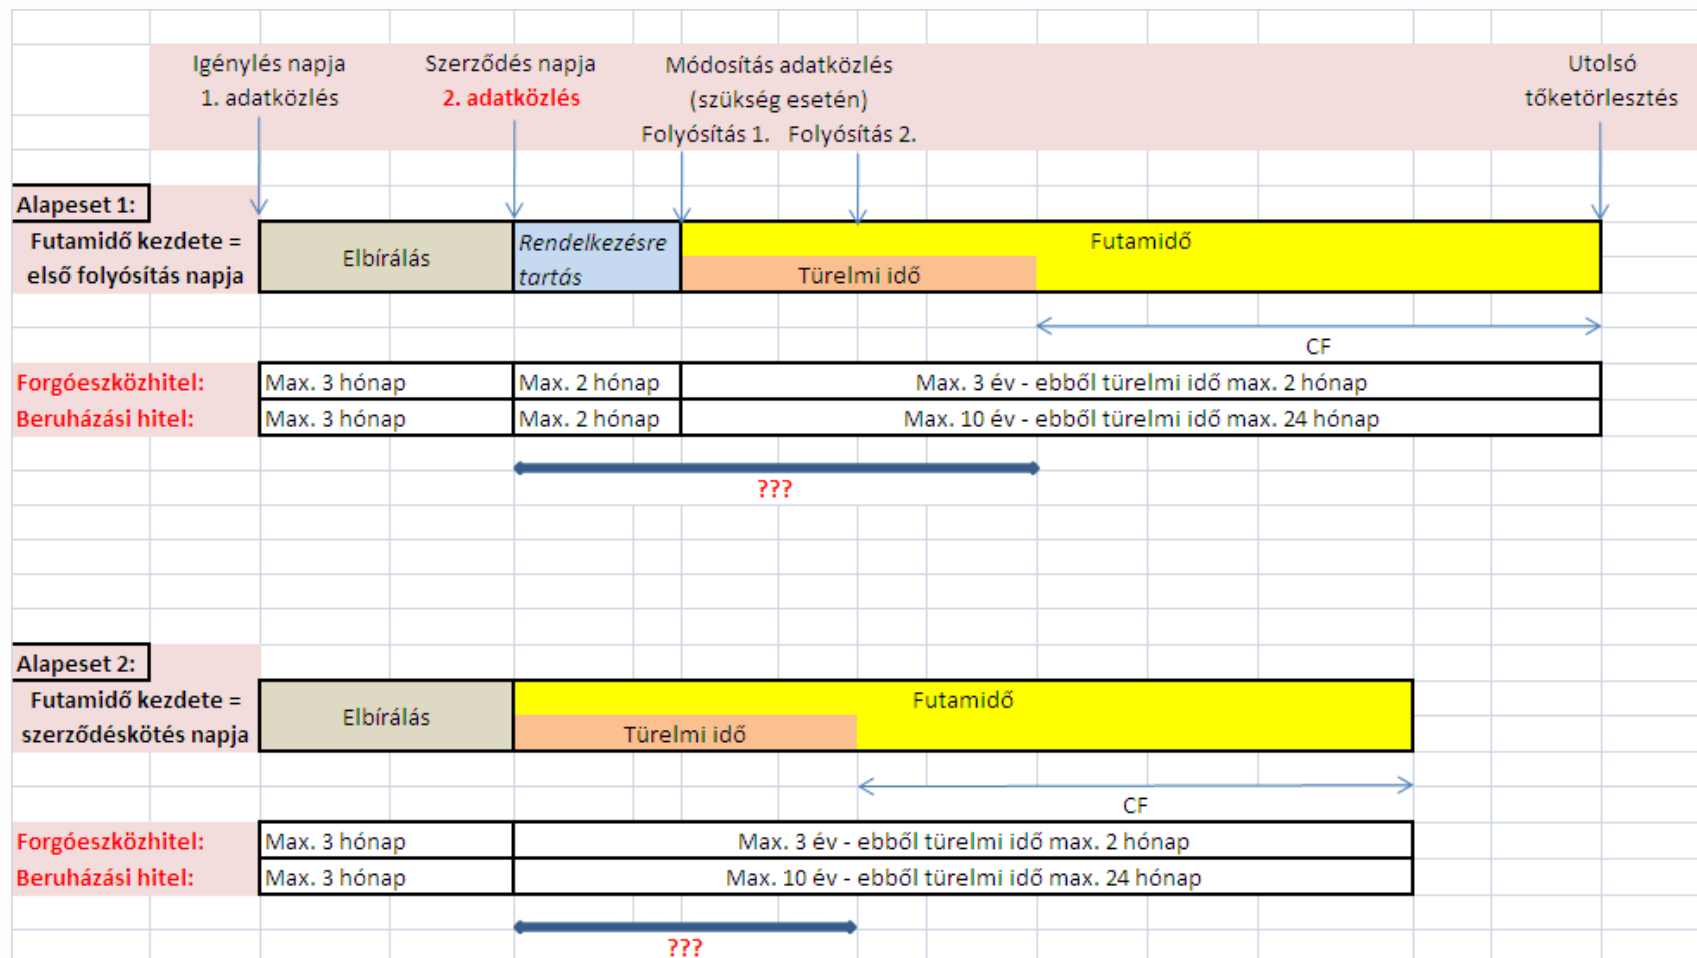 Igénylés napja
1. adatközlés
Szerződés napja
2. adatközlés
Módosítás adatközlés
(szükség esetén)
Folyósítás 1.
Folyósítás 2.
Utolsó
tőketörlesztés
Alapeset 1:
Futamidő kezdete =
első folyósítás napja
Elbírálás
Rendelkezésre
tartás
Futamidő
Türelmi idő
CF
Forgóeszközhitel:
Max. 3 hónap
Max. 2 hónap
Max. 3 év - ebből türelmi idő max. 2 hónap
Beruházási hitel:
Max. 3 hónap
Max. 2 hónap
Max. 10 év - ebből türelmi idő max. 24 hónap
???
Alapeset 2:
Futamidő kezdete =
szerződéskötés napja
Elbírálás
Futamidő
Türelmi idő
CF
Forgóeszközhitel:
Max. 3 hónap
Max. 3 év - ebből türelmi idő max. 2 hónap
Beruházási hitel:
Max. 3 hónap
Max. 10 év - ebből türelmi idő max. 24 hónap
???